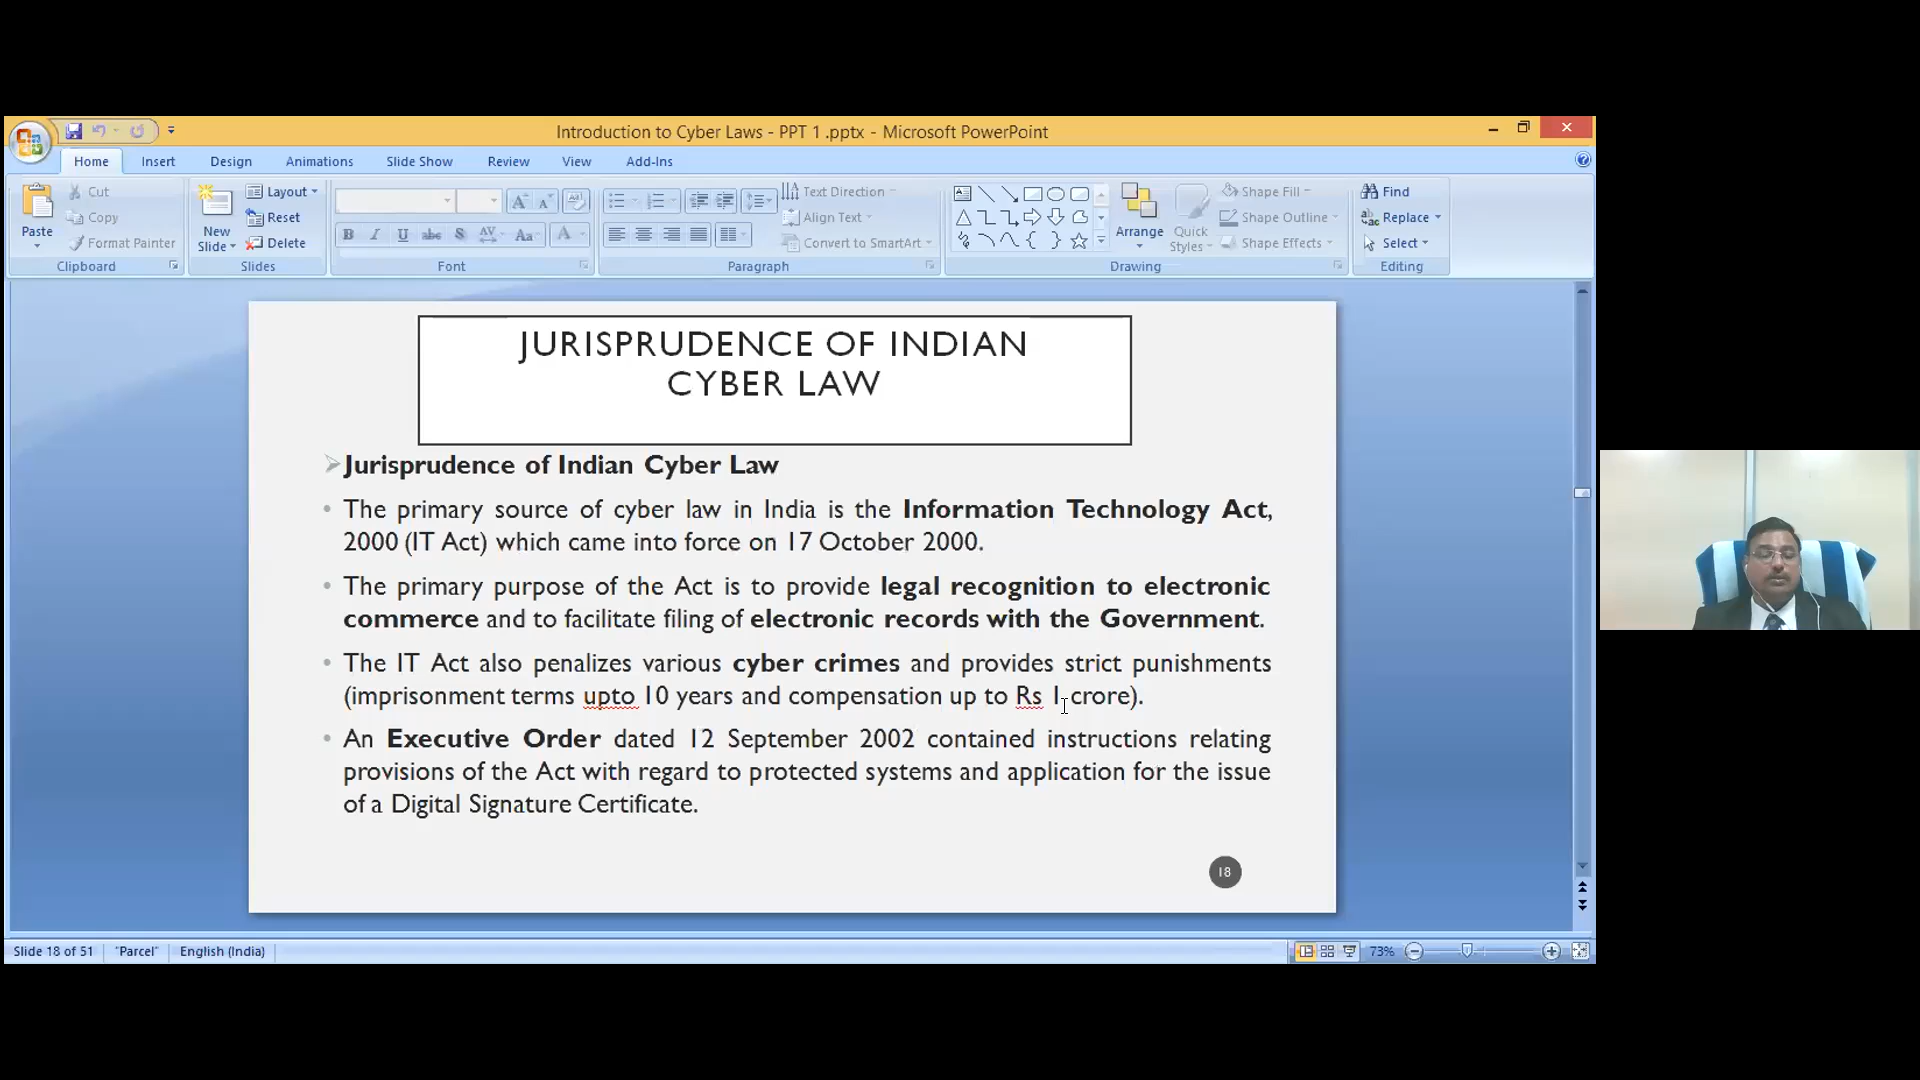 Introduction to Cyber Laws - PPT 1 .pptx - Microsoft PowerPoint
Home Insert Design Animations Slide Show Review View Add-Ins
Paste
Cut
Copy
Format Painter
Clipboard
New Slide
Layout
Reset
Delete
Slides
Font
Text Direction
Align Text
Convert to SmartArt
Paragraph
Arrange
Quick Styles
Shape Fill
Shape Outline
Shape Effects
Drawing
Find
Replace
Select
Editing
JURISPRUDENCE OF INDIAN
CYBER LAW
Jurisprudence of Indian Cyber Law
• The primary source of cyber law in India is the Information Technology Act,
2000 (IT Act) which came into force on 17 October 2000.
• The primary purpose of the Act is to provide legal recognition to electronic
commerce and to facilitate filing of electronic records with the Government.
• The IT Act also penalizes various cyber crimes and provides strict punishments
(imprisonment terms upto 10 years and compensation up to Rs 1 crore).
• An Executive Order dated 12 September 2002 contained instructions relating
provisions of the Act with regard to protected systems and application for the issue
of a Digital Signature Certificate.
18
Slide 18 of 51 "Parcel" English (India) 73%